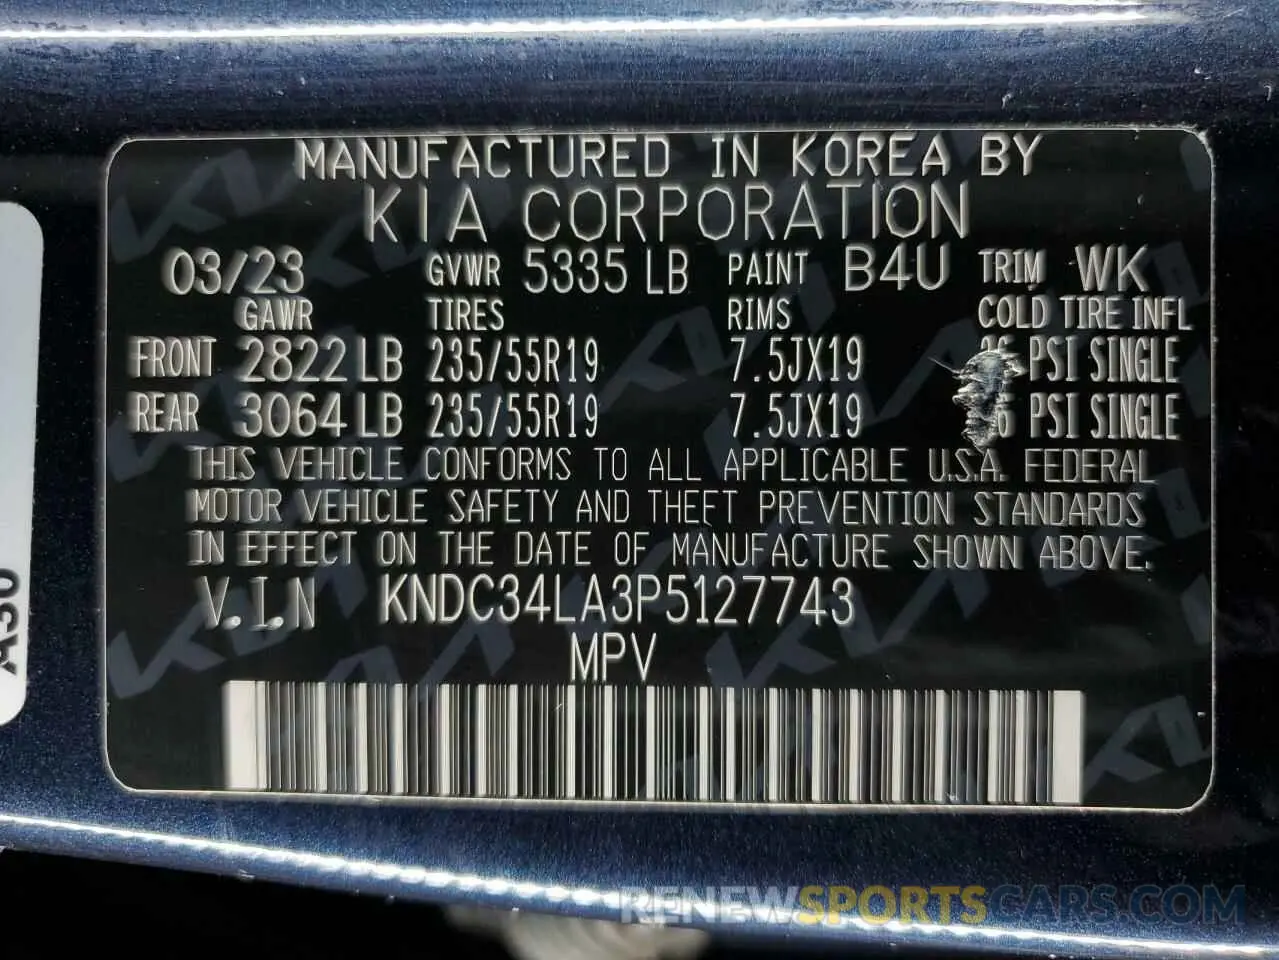 MANUFACTURED IN KOREA BY
KIA CORPORATION
03/23 GVWR 5335 LB PAINT B4U TRIM WK
GAWR TIRES RIMS COLD TIRE INFL
FRONT 2822 LB 235/55R19 7.5JX19 PSI SINGLE
REAR 3064 LB 235/55R19 7.5JX19 PSI SINGLE
THIS VEHICLE CONFORMS TO ALL APPLICABLE U.S.A. FEDERAL
MOTOR VEHICLE SAFETY AND THEFT PREVENTION STANDARDS
IN EFFECT ON THE DATE OF MANUFACTURE SHOWN ABOVE.
V.I.N KNDC34LA3P5127743
MPV
A30
RENEWSPORTSCARS.COM